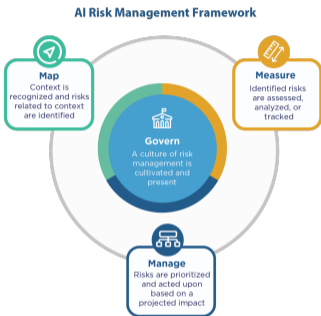 AI Risk Management Framework
Map
Context is
recognized and risks
related to context
are identified
Measure
Identified risks
are assessed,
analyzed, or
tracked
Govern
A culture of risk
management is
cultivated and
present
Manage
Risks are prioritized
and acted upon
based on a
projected impact